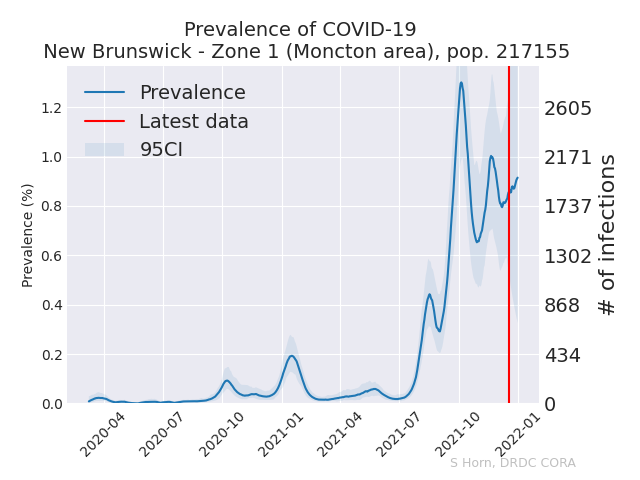 Prevalence of COVID-19
New Brunswick - Zone 1 (Moncton area), pop. 217155
Prevalence
Latest data
95CI
Prevalence (%)
1.2
1.0
0.8
0.6
0.4
0.2
0.0
2605
2171
1737
1302
868
434
0
# of infections
2020-04
2020-07
2020-10
2021-01
2021-04
2021-07
2021-10
2022-01
S Horn, DRDC CORA